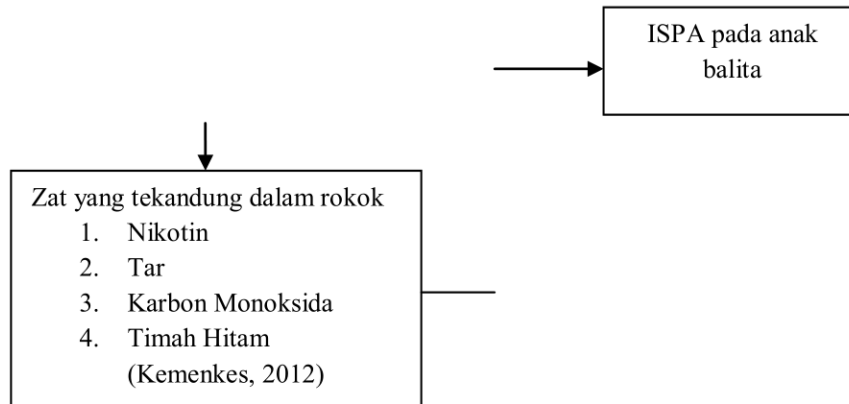 ISPA pada anak
balita
Zat yang tekandung dalam rokok
1. Nikotin
2. Tar
3. Karbon Monoksida
4. Timah Hitam
(Kemenkes, 2012)